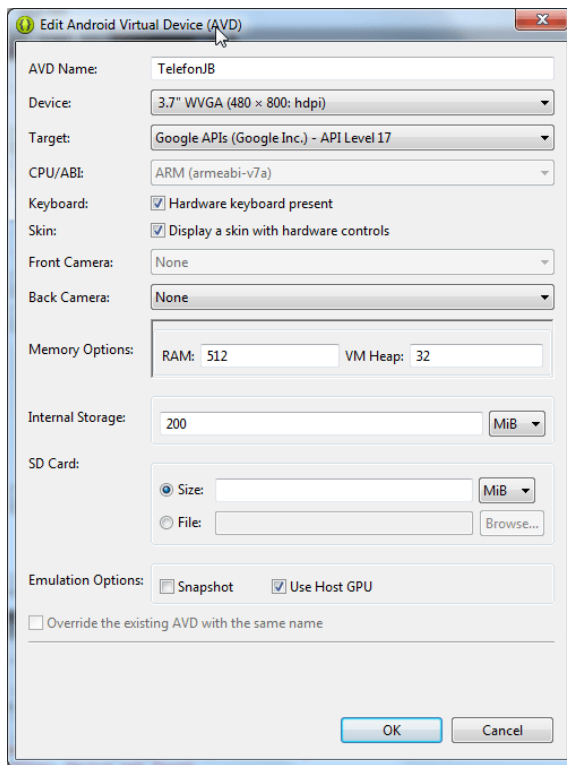 Edit Android Virtual Device (AVD)
AVD Name: TelefonJB
Device: 3.7" WVGA (480 × 800: hdpi)
Target: Google APIs (Google Inc.) - API Level 17
CPU/ABI: ARM (armeabi-v7a)
Keyboard: Hardware keyboard present
Skin: Display a skin with hardware controls
Front Camera: None
Back Camera: None
Memory Options: RAM: 512 VM Heap: 32
Internal Storage: 200 MiB
SD Card:
Size: MiB
File: Browse...
Emulation Options: Snapshot Use Host GPU
Override the existing AVD with the same name
OK Cancel